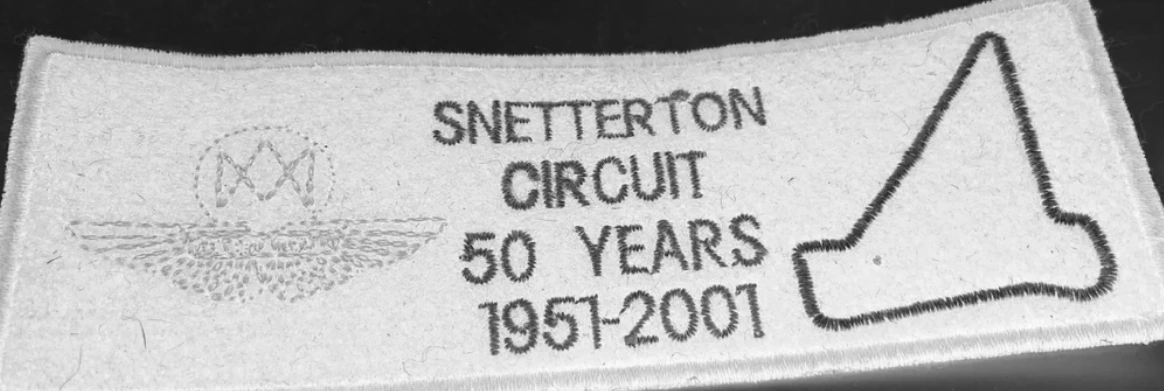 SNETTERTON
CIRCUIT
50 YEARS
1951-2001